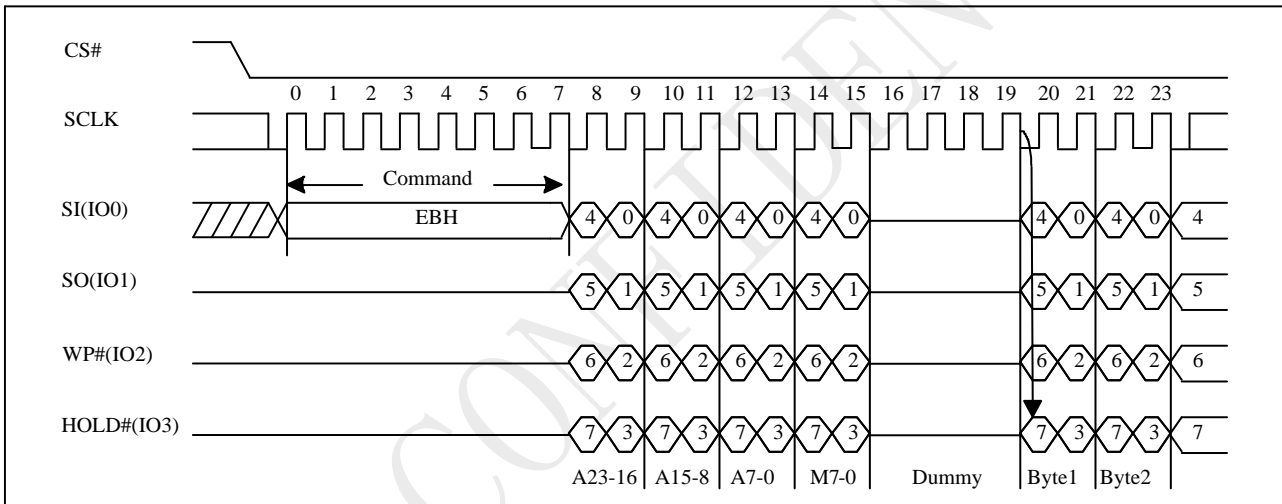 CS#
0 1 2 3 4 5 6 7 8 9 10 11 12 13 14 15 16 17 18 19 20 21 22 23
SCLK
Command
SI(IO0) EBH 4 0 4 0 4 0 4 0 4 0 4 0 4
SO(IO1) 5 1 5 1 5 1 5 1 5 1 5 1 5
WP#(IO2) 6 2 6 2 6 2 6 2 6 2 6 2 6
HOLD#(IO3) 7 3 7 3 7 3 7 3 7 3 7 3 7
A23-16 A15-8 A7-0 M7-0 Dummy Byte1 Byte2
CONFIDEN